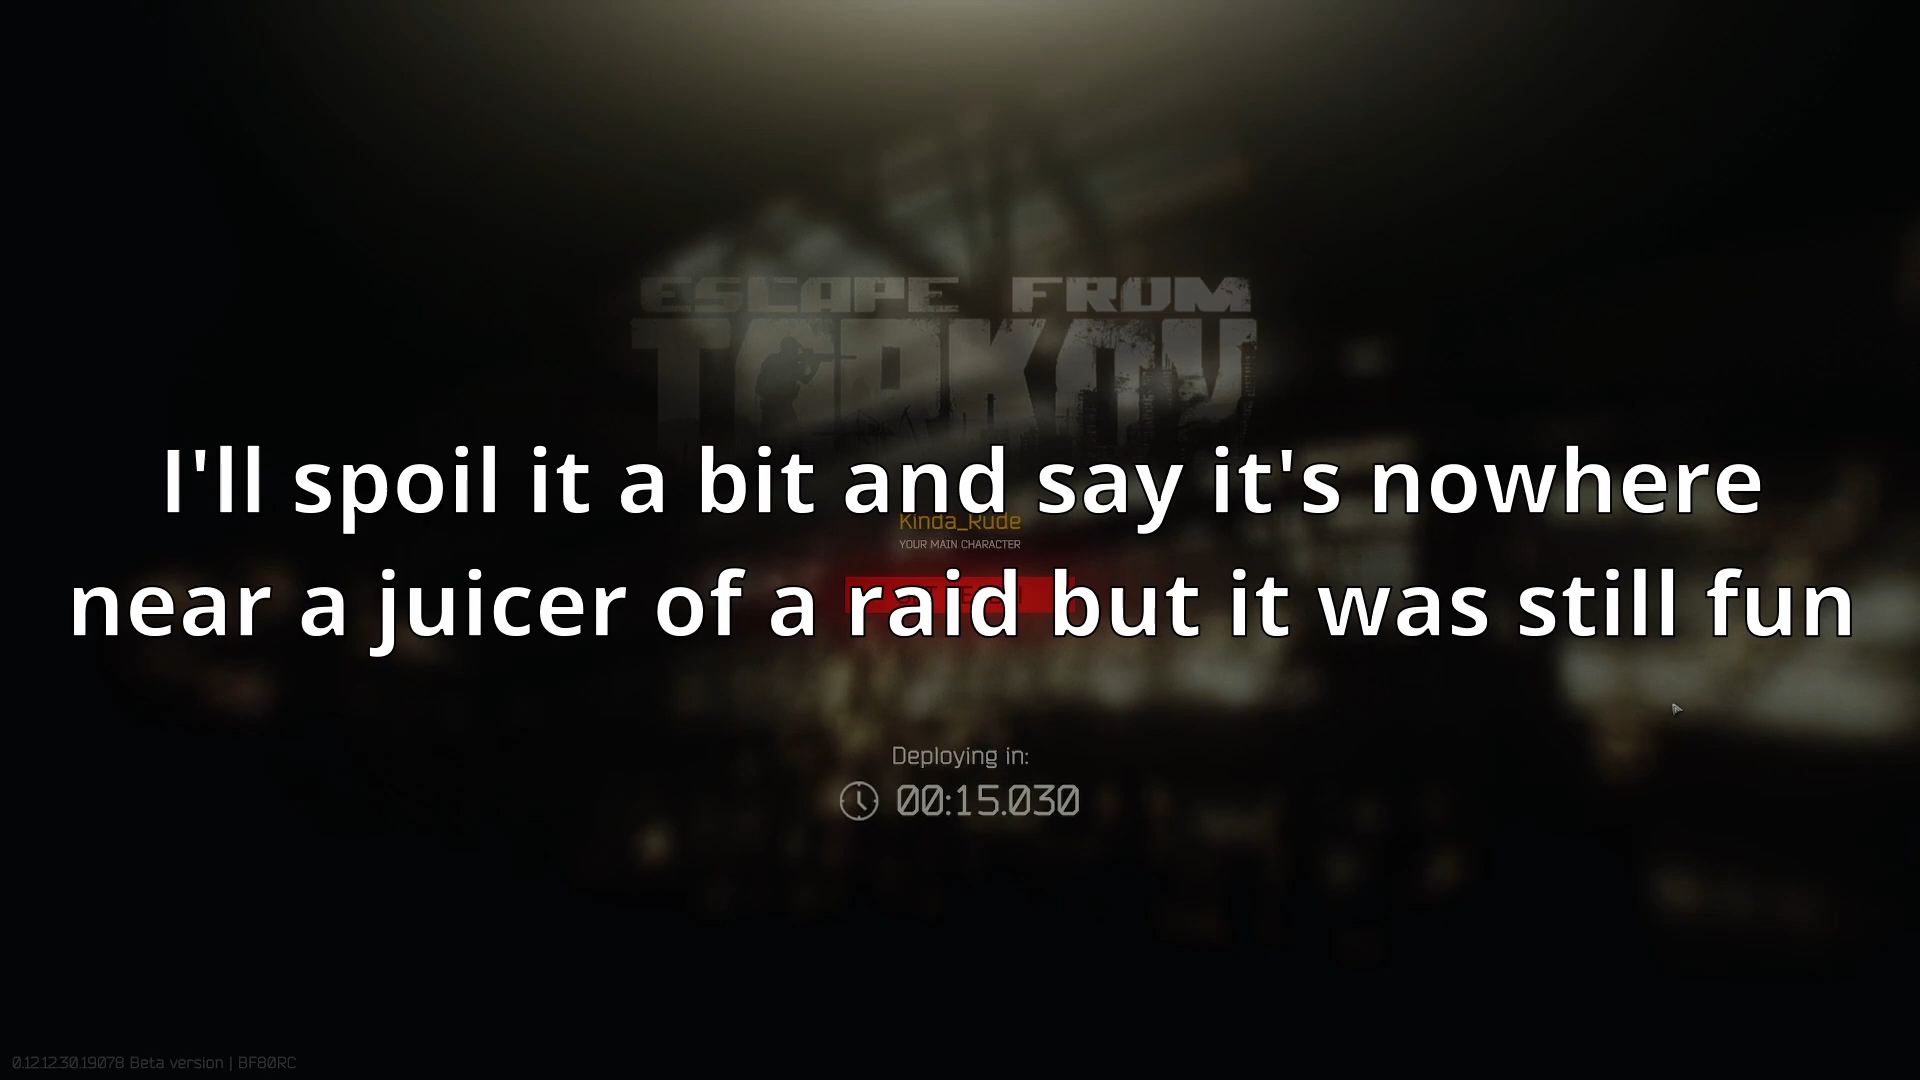 ESCAPE FROM
TARKOV
I'll spoil it a bit and say it's nowhere
Kinda_Rude
YOUR MAIN CHARACTER
near a juicer of a raid but it was still fun
Deploying in:
00:15.030
0.12.12.30.19078 Beta version | BF80RC